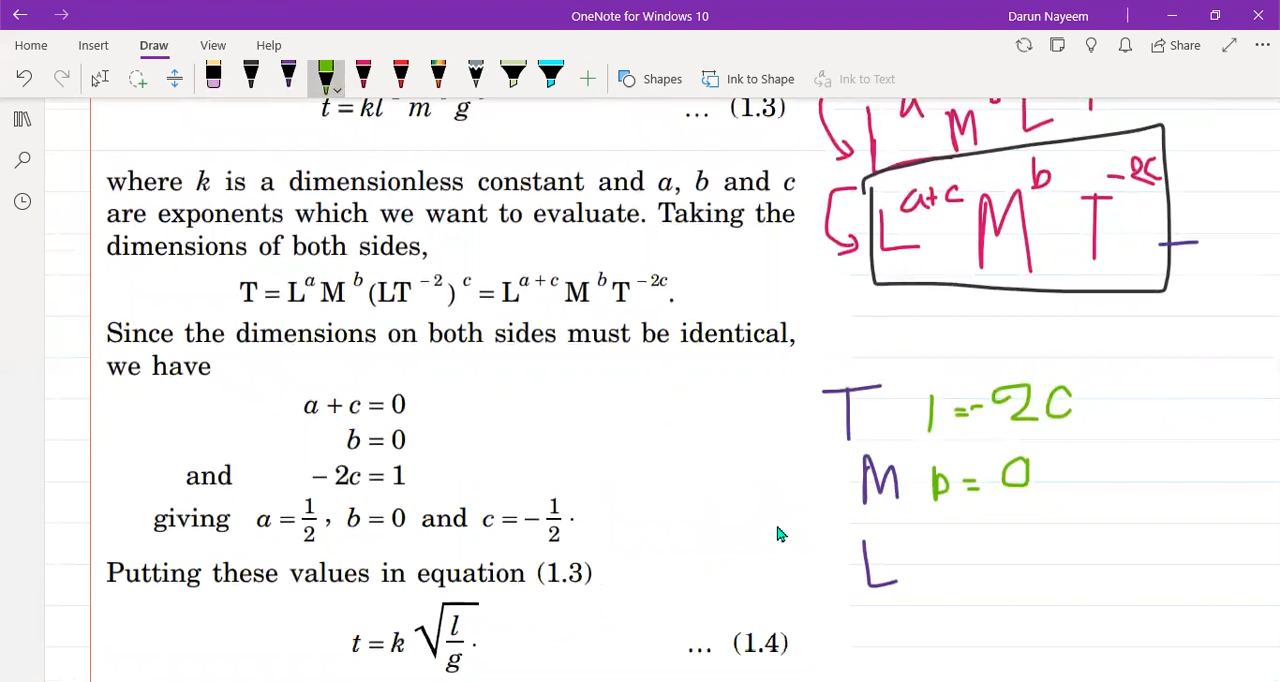 OneNote for Windows 10
Darun Nayeem
Home Insert Draw View Help
Share
Shapes
Ink to Shape
Ink to Text
t = kl m g ... (1.3)
where k is a dimensionless constant and a, b and c
are exponents which we want to evaluate. Taking the
dimensions of both sides,
T = L^a M^b (LT^-2)^c = L^a+c M^b T^-2c.
Since the dimensions on both sides must be identical,
we have
a + c = 0
b = 0
and − 2c = 1
giving a = 1/2, b = 0 and c = − 1/2.
Putting these values in equation (1.3)
t = k √(l/g). ... (1.4)
a M L
L^a+c M^b T^-2c
T 1 = -2c
M b = 0
L